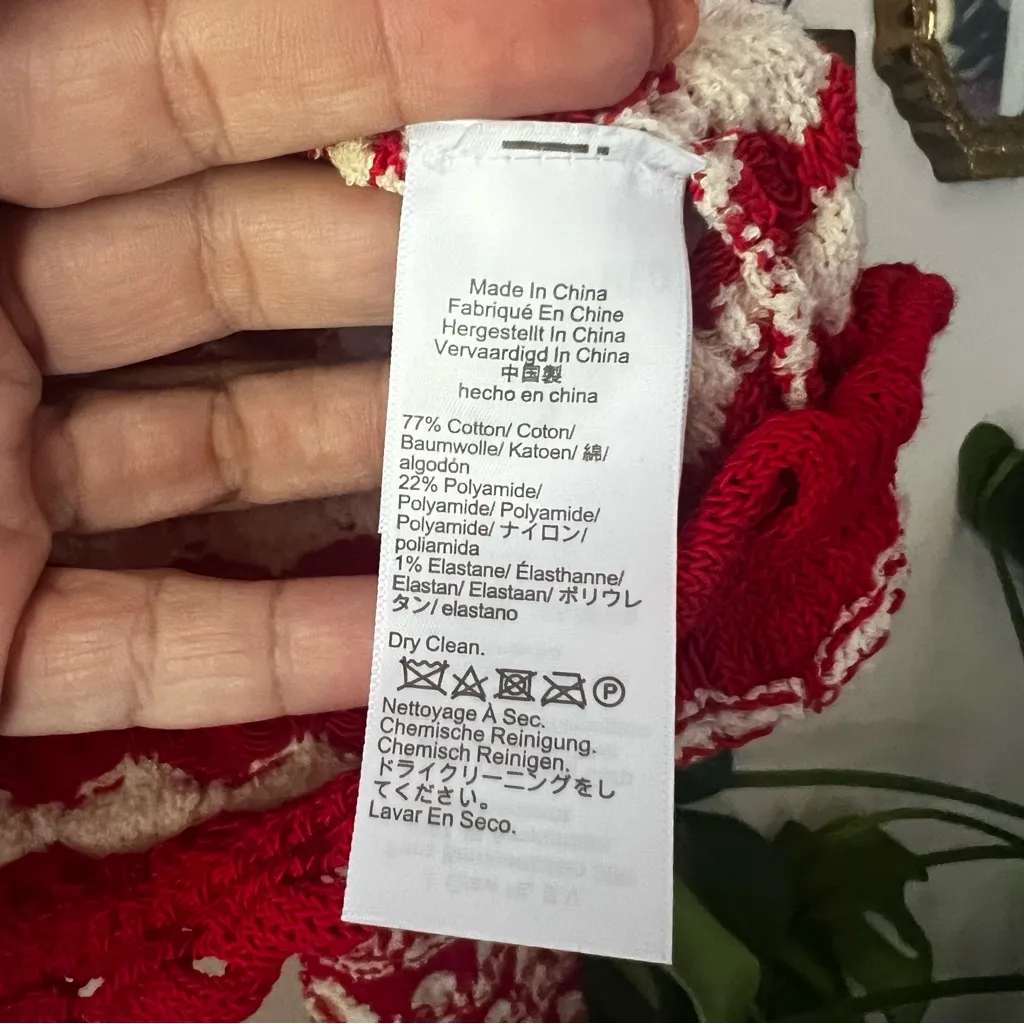 Made In China
Fabriqué En Chine
Hergestellt In China
Vervaardigd In China
中国製
hecho en china
77% Cotton/ Coton/
Baumwolle/ Katoen/ 綿/
algodón
22% Polyamide/
Polyamide/ Polyamide/
Polyamide/ ナイロン/
poliamida
1% Elastane/ Élasthanne/
Elastan/ Elastaan/ ポリウレ
タン/ elastano
Dry Clean.
P
Nettoyage À Sec.
Chemische Reinigung.
Chemisch Reinigen.
ドライクリーニングをし
てください。
Lavar En Seco.